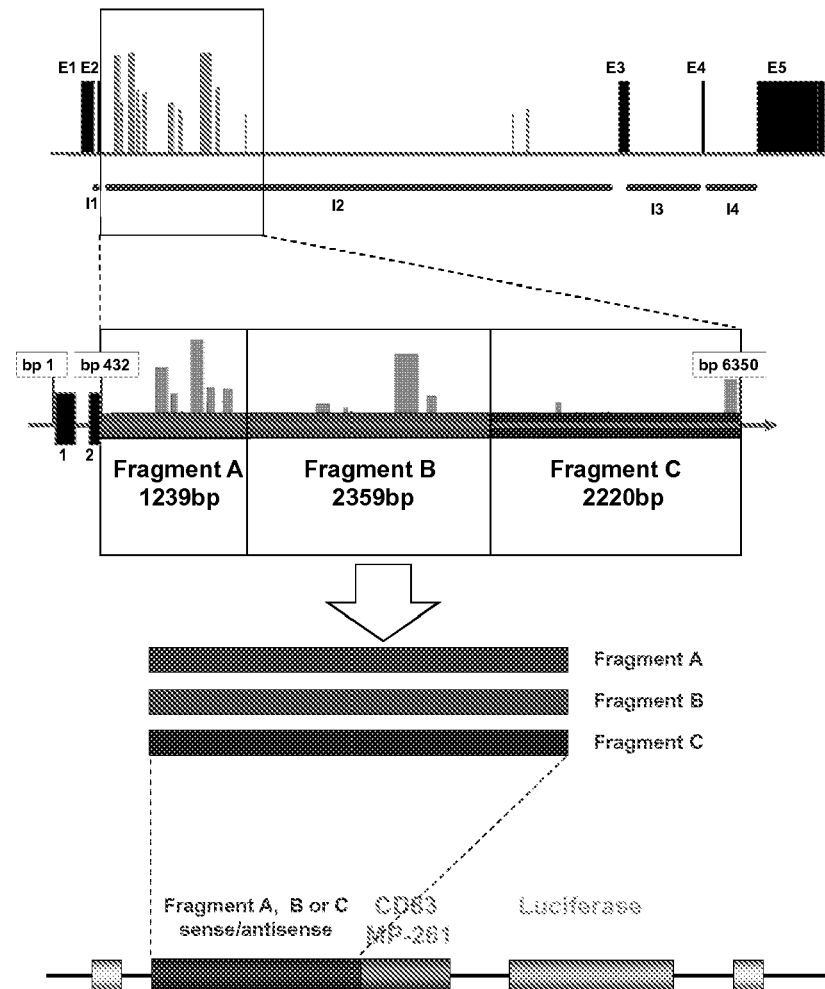 E1 E2 E3 E4 E5
I1 I2 I3 I4
bp 1 bp 432 bp 6350
1 2
Fragment A
1239bp
Fragment B
2359bp
Fragment C
2220bp
Fragment A
Fragment B
Fragment C
Fragment A, B or C
sense/antisense
CD83
MP-261
Luciferase